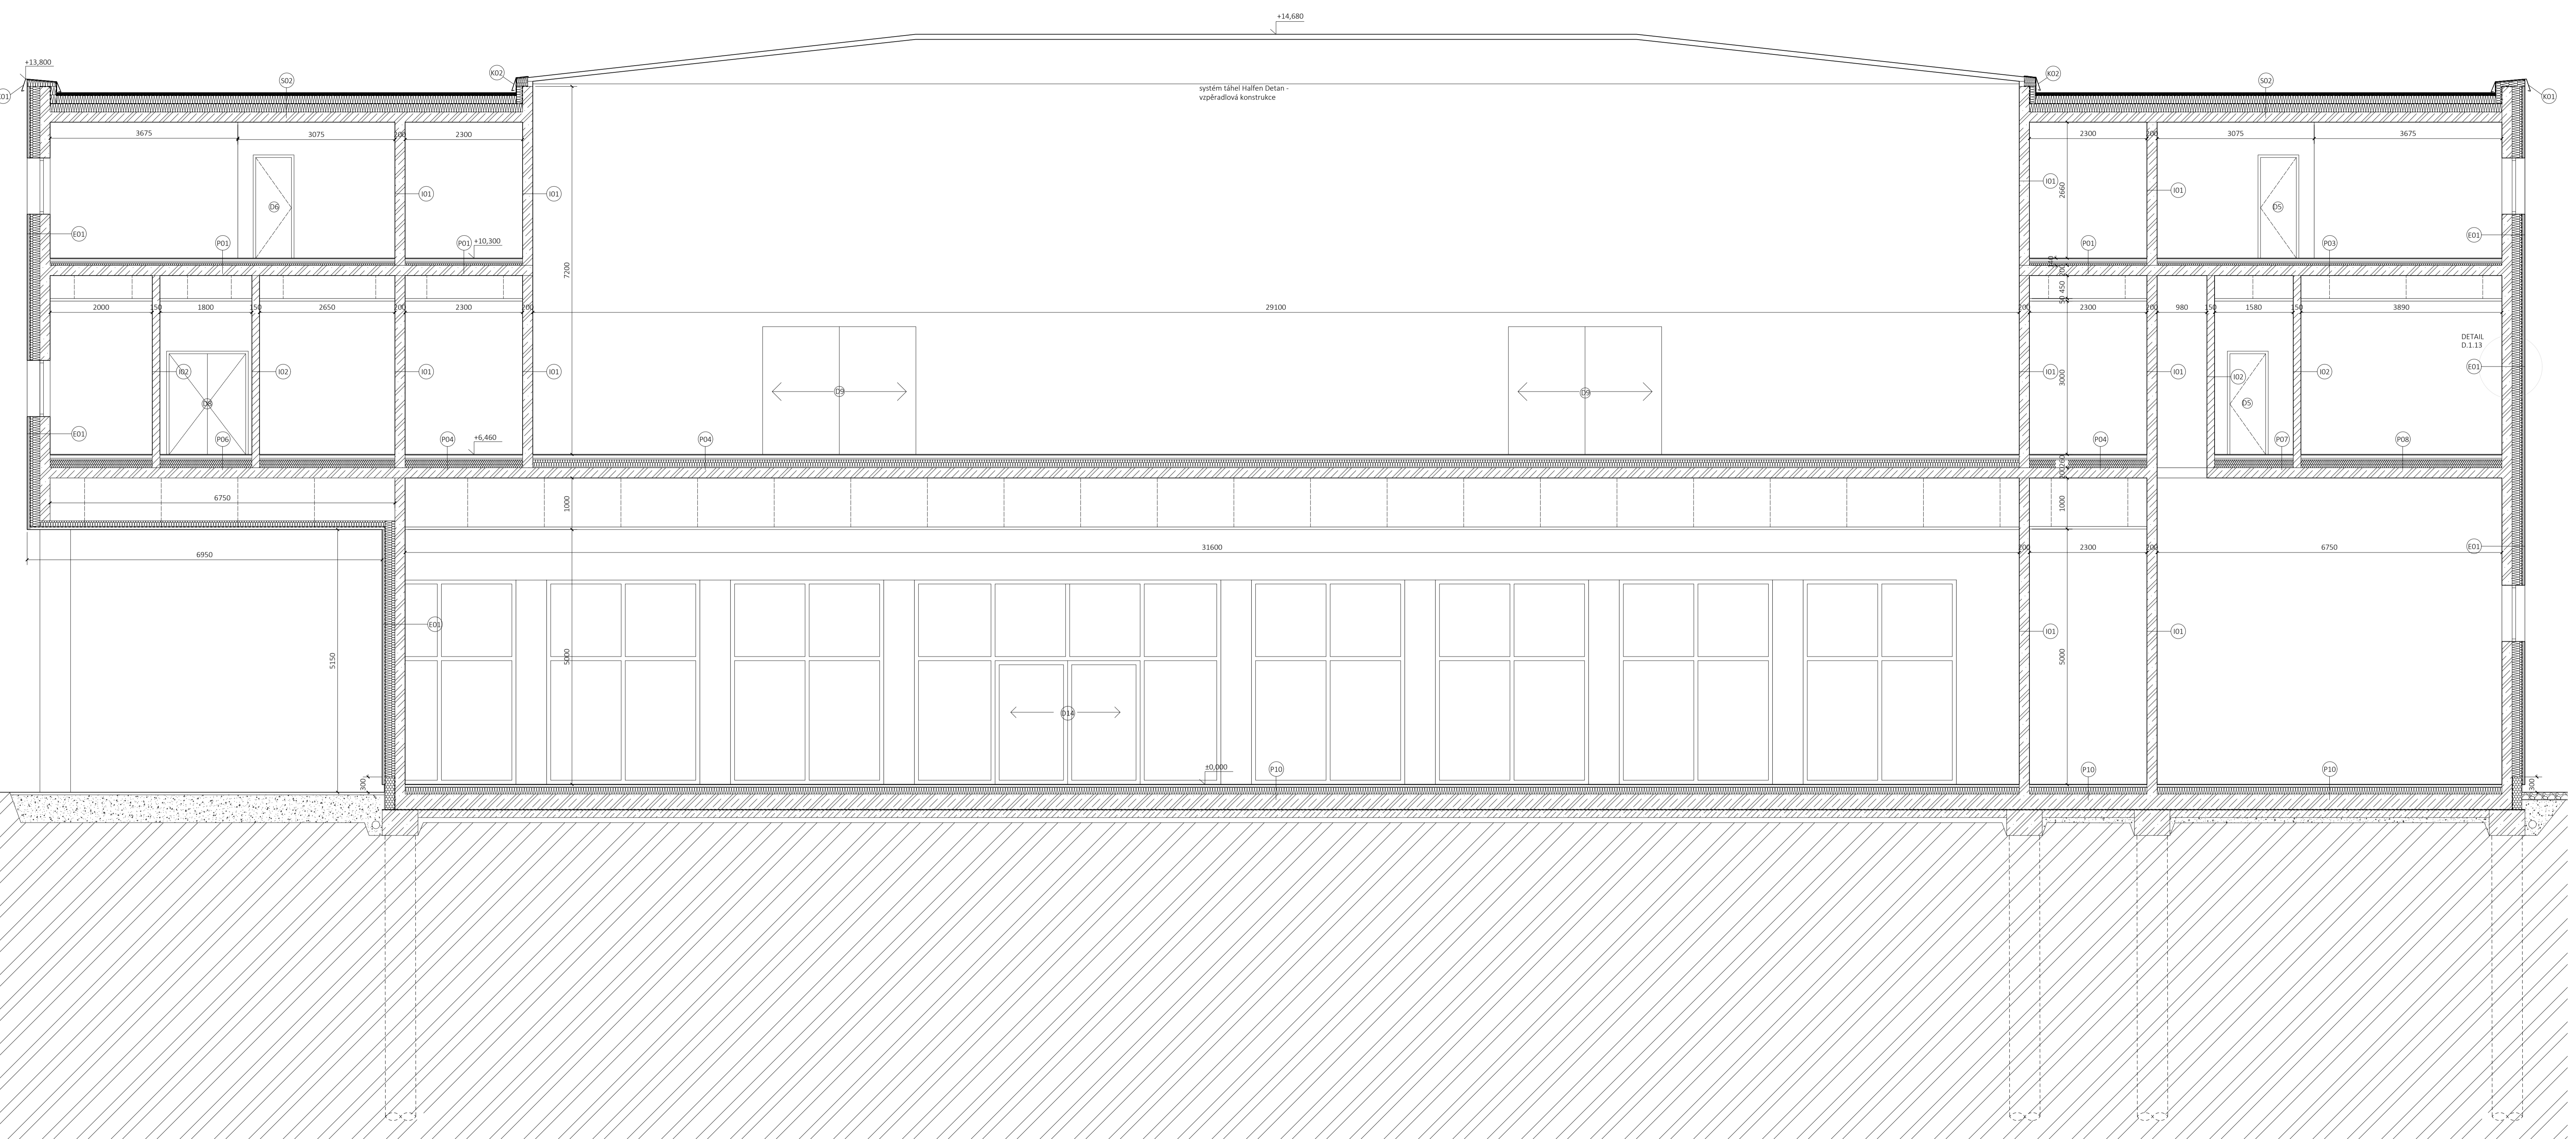 +14,680
+13,800
K02
K02
S02
S02
systém táhel Halfen Detan -
vzpěradlová konstrukce
K01
3675
3075
200
2300
2300
200
3075
3675
I01
I01
I01
I01
2660
D6
D5
E01
P01
P01
+10,300
P01
P03
E01
7200
200
450
50
2000
150
1800
150
2650
200
2300
200
29100
200
2300
200
980
150
1580
150
3890
DETAIL
D.1.13
I02
I02
I01
I01
I01
I01
I02
I02
E01
3000
D8
D9
D9
D5
E01
P06
P04
+6,460
P04
P04
P07
P08
6750
1000
1000
6950
31600
200
2300
200
6750
E01
E01
I01
I01
5150
5000
5000
D14
±0,000
P10
P10
P10
300
300